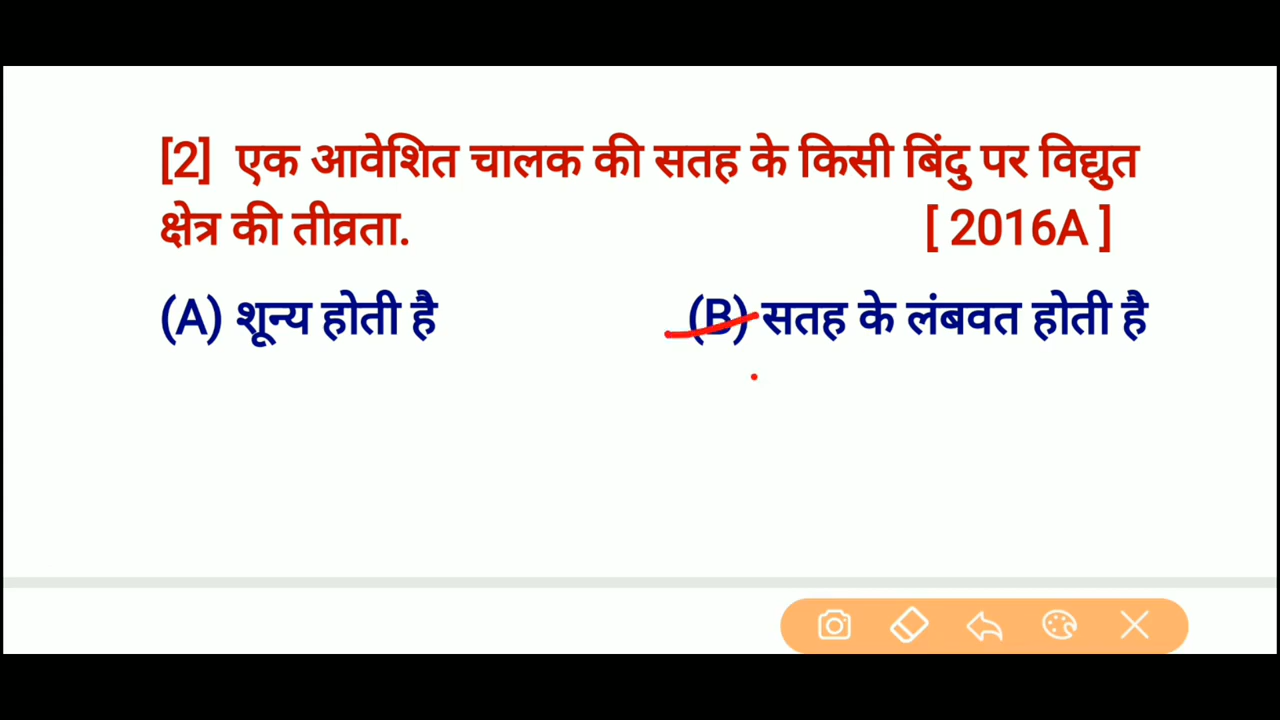 [2] एक आवेशित चालक की सतह के किसी बिंदु पर विद्युत
क्षेत्र की तीव्रता. [ 2016A ]
(A) शून्य होती है (B) सतह के लंबवत होती है